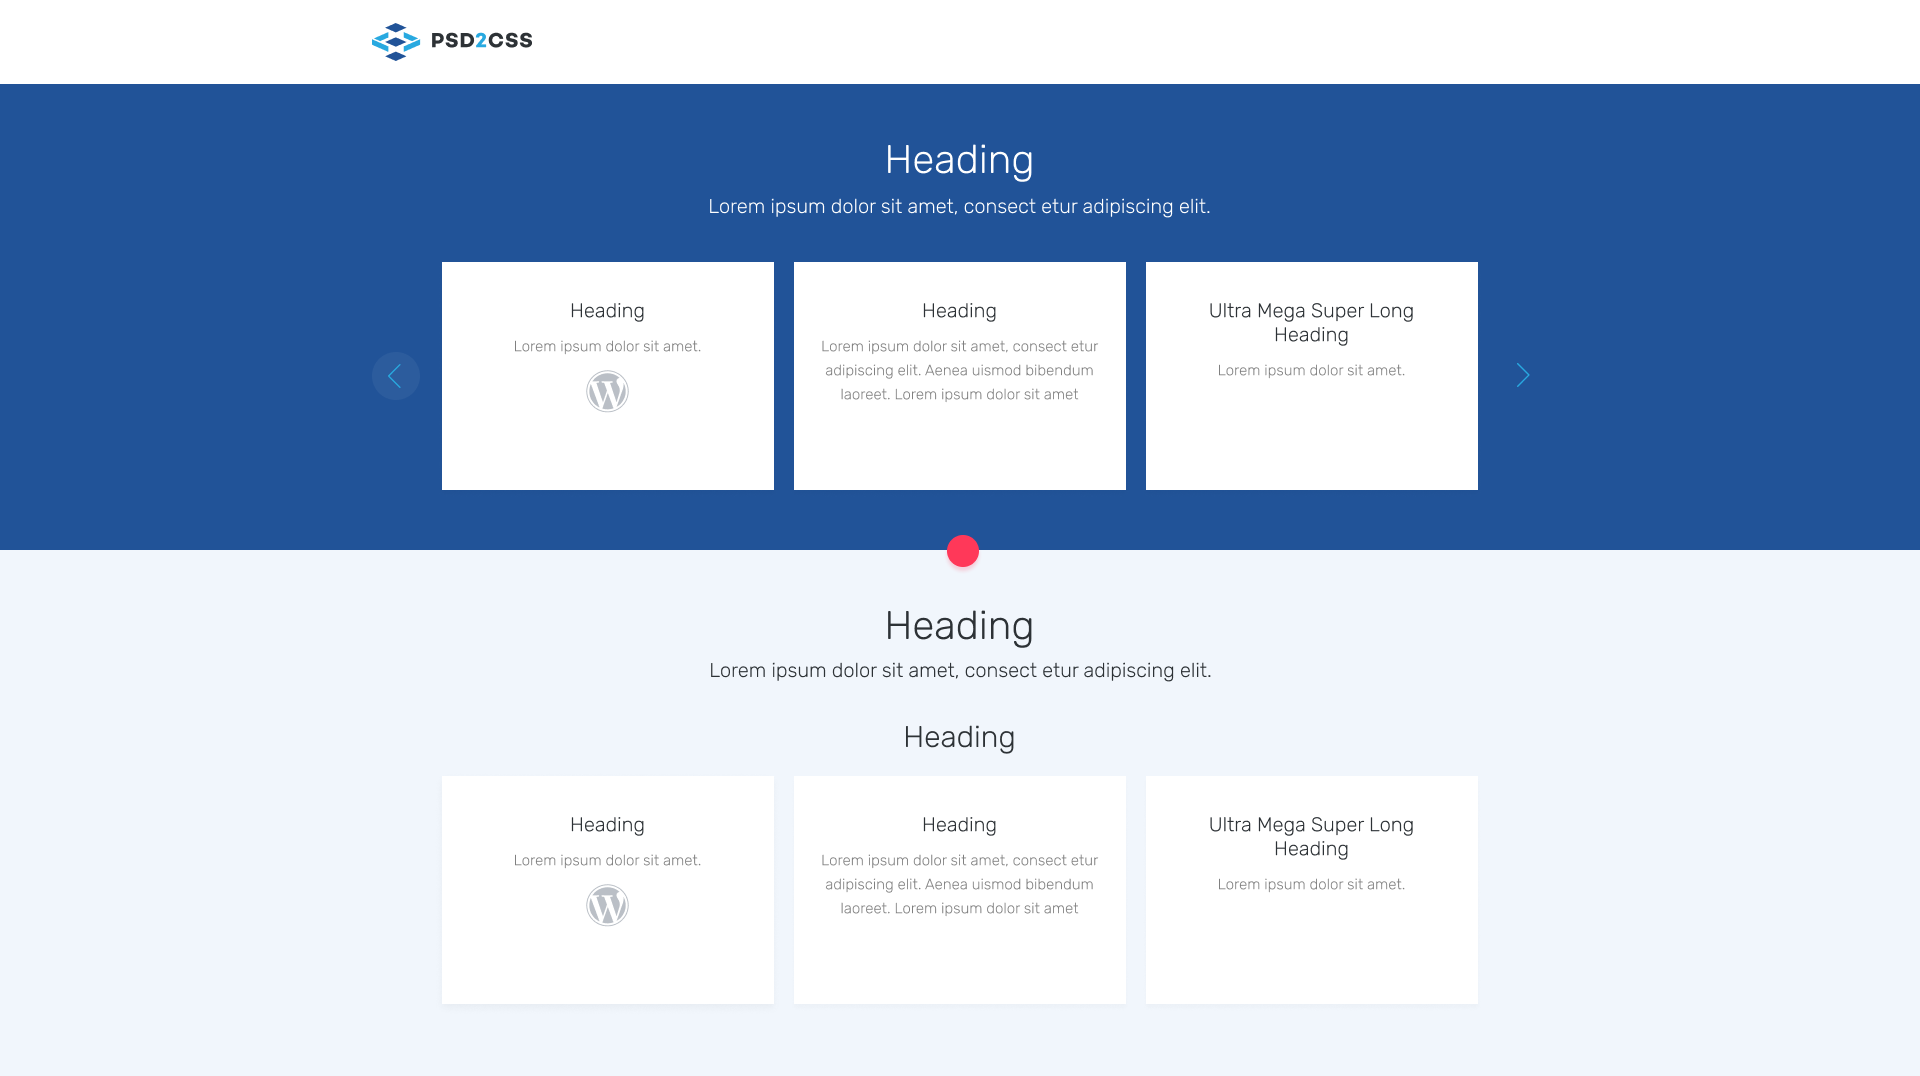 PSD2CSS
Heading
Lorem ipsum dolor sit amet, consect etur adipiscing elit.
Heading
Lorem ipsum dolor sit amet.
W
Heading
Lorem ipsum dolor sit amet, consect etur
adipiscing elit. Aenea uismod bibendum
laoreet. Lorem ipsum dolor sit amet
Ultra Mega Super Long
Heading
Lorem ipsum dolor sit amet.
Heading
Lorem ipsum dolor sit amet, consect etur adipiscing elit.
Heading
Heading
Lorem ipsum dolor sit amet.
W
Heading
Lorem ipsum dolor sit amet, consect etur
adipiscing elit. Aenea uismod bibendum
laoreet. Lorem ipsum dolor sit amet
Ultra Mega Super Long
Heading
Lorem ipsum dolor sit amet.